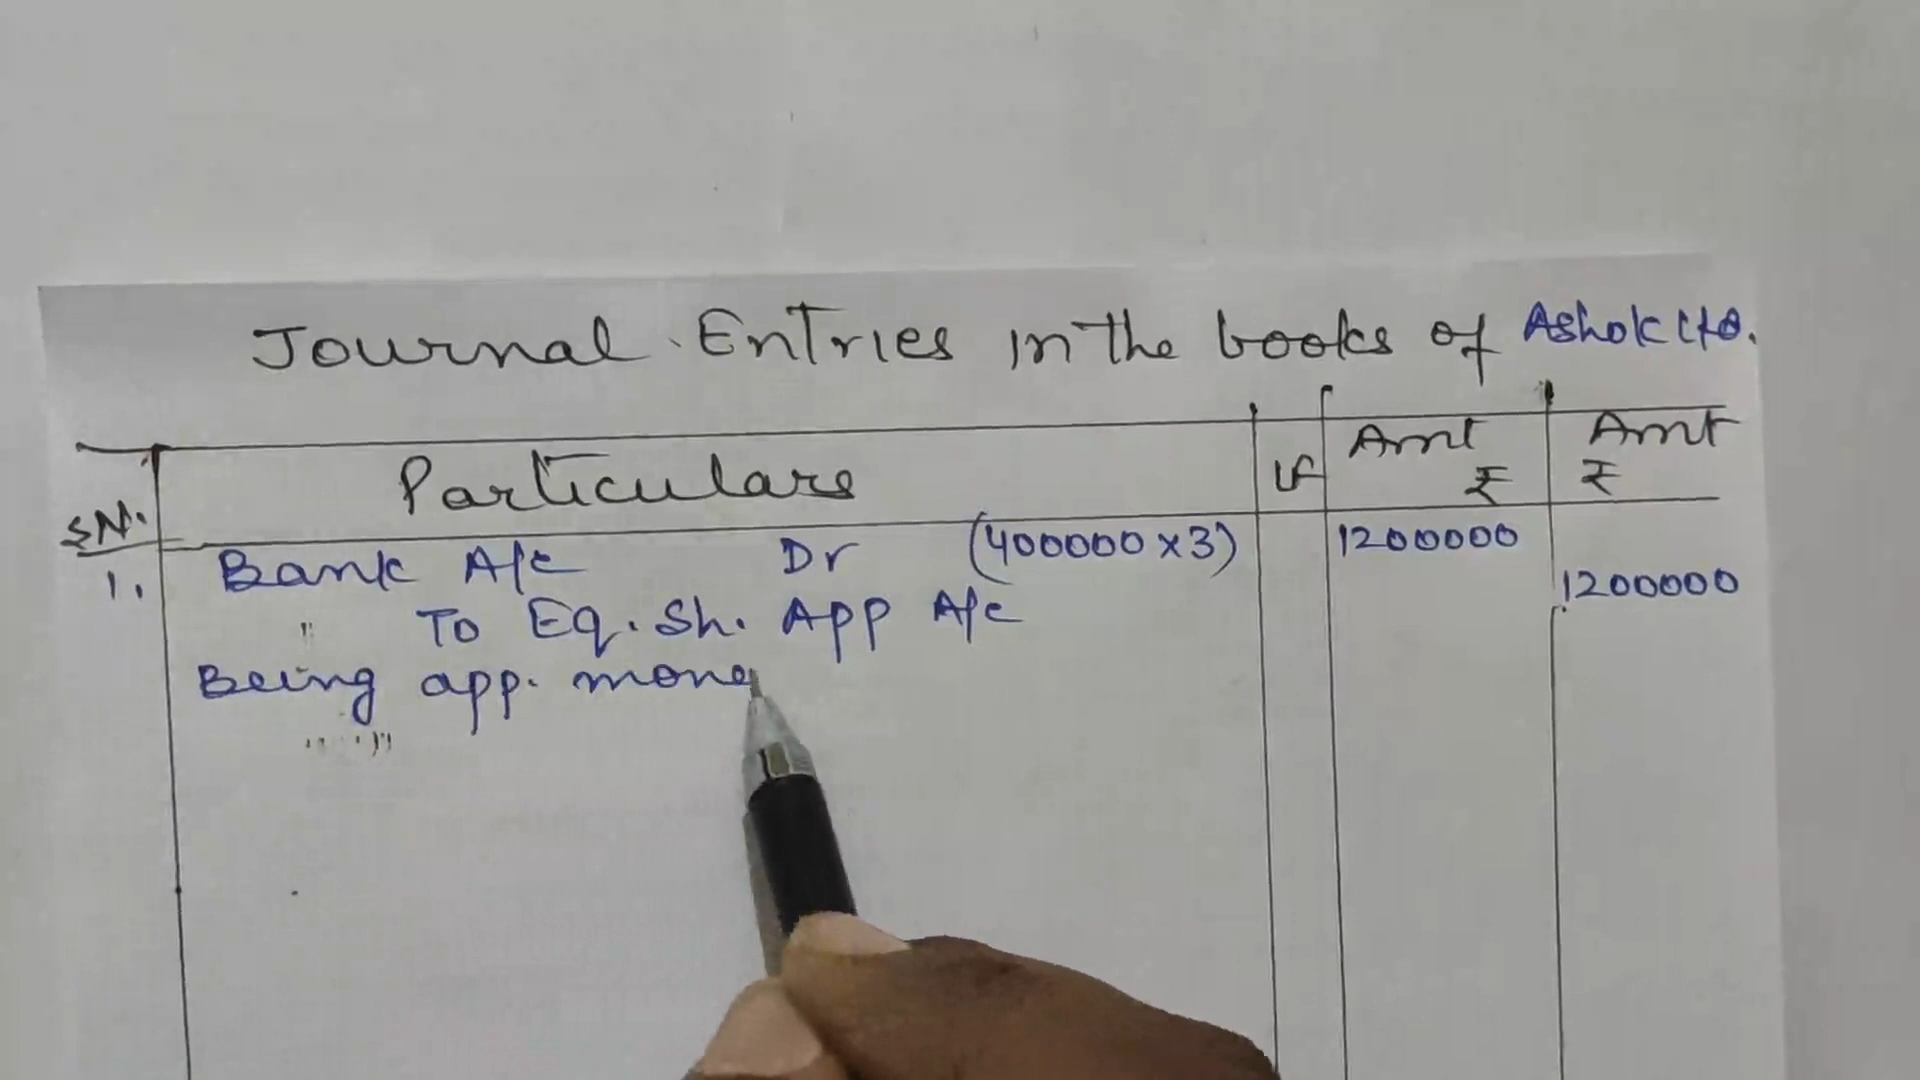 Journal Entries in the books of Ashok Ltd.
S.N. Particulars LF Amt ₹ Amt ₹
1. Bank A/c Dr (400000 x 3) 1200000
To Eq. Sh. App A/c 1200000
Being app. mone